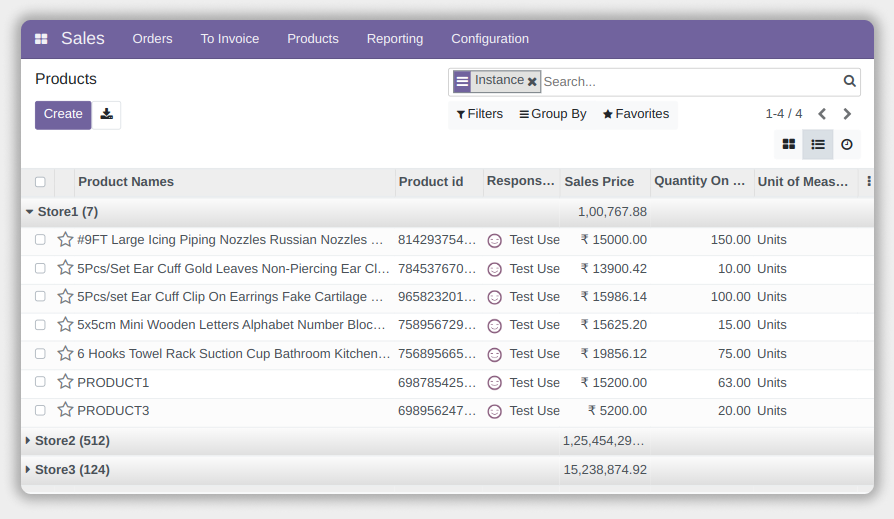 Sales Orders To Invoice Products Reporting Configuration
Products
Instance Search...
Create
Filters Group By Favorites 1-4 / 4
Product Names Product id Respons... Sales Price Quantity On ... Unit of Meas...
Store1 (7) 1,00,767.88
#9FT Large Icing Piping Nozzles Russian Nozzles ... 814293754... Test Use ₹ 15000.00 150.00 Units
5Pcs/Set Ear Cuff Gold Leaves Non-Piercing Ear Cl... 784537670... Test Use ₹ 13900.42 10.00 Units
5Pcs/set Ear Cuff Clip On Earrings Fake Cartilage ... 965823201... Test Use ₹ 15986.14 100.00 Units
5x5cm Mini Wooden Letters Alphabet Number Bloc... 758956729... Test Use ₹ 15625.20 15.00 Units
6 Hooks Towel Rack Suction Cup Bathroom Kitchen... 756895665... Test Use ₹ 19856.12 75.00 Units
PRODUCT1 698785425... Test Use ₹ 15200.00 63.00 Units
PRODUCT3 698956247... Test Use ₹ 5200.00 20.00 Units
Store2 (512) 1,25,454,29...
Store3 (124) 15,238,874.92